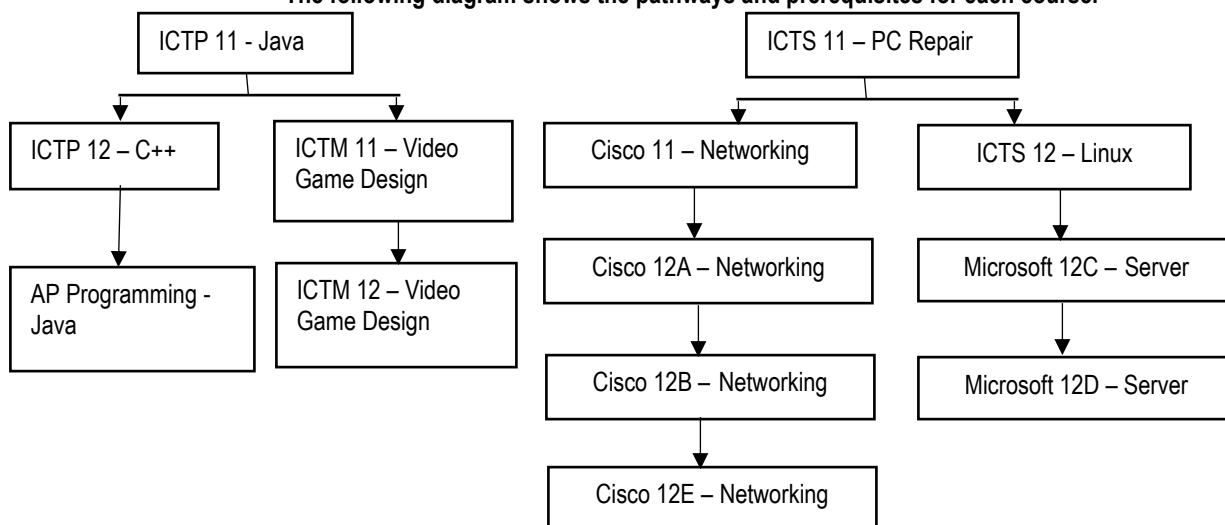 The following diagram shows the pathways and prerequisites for each course.
ICTP 11 - Java
ICTS 11 – PC Repair
ICTP 12 – C++
ICTM 11 – Video
Game Design
Cisco 11 – Networking
ICTS 12 – Linux
AP Programming -
Java
ICTM 12 – Video
Game Design
Cisco 12A – Networking
Microsoft 12C – Server
Cisco 12B – Networking
Microsoft 12D – Server
Cisco 12E – Networking